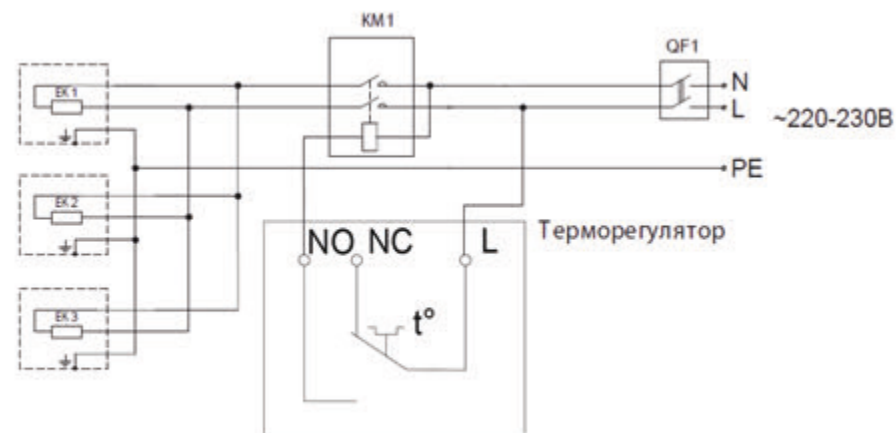 KM1
QF1
EK1
N
L
~220-230В
EK2
PE
NO NC L
Терморегулятор
EK3
t°